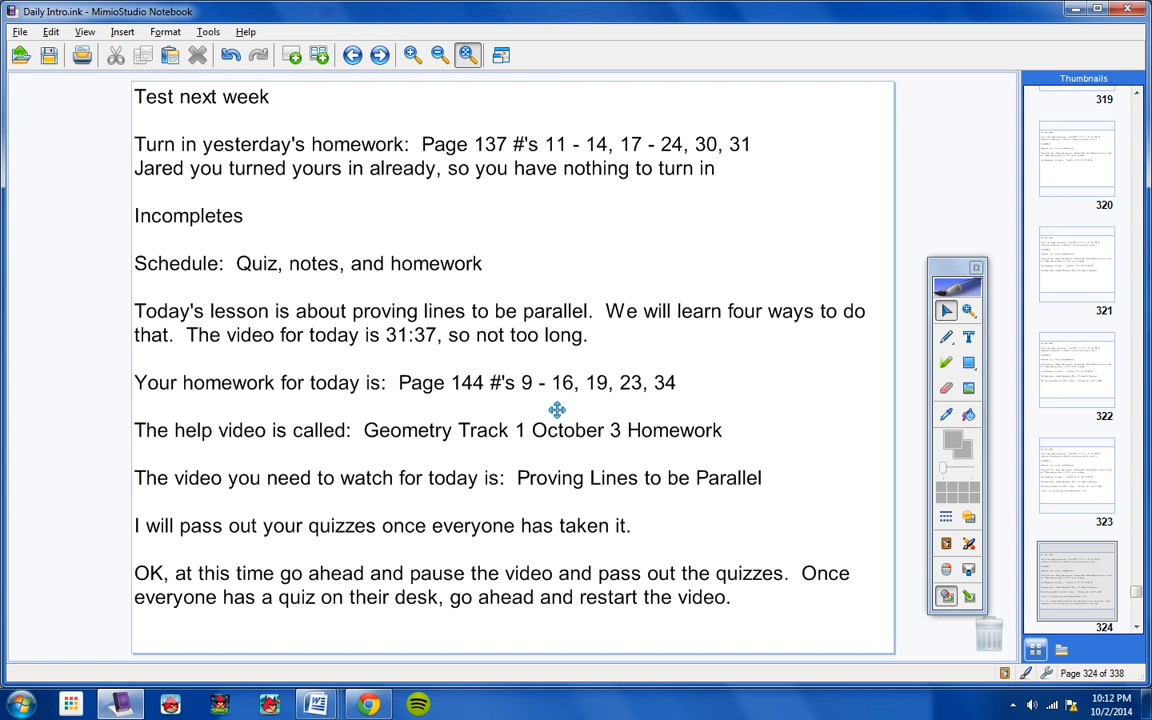 Daily Intro.ink - MimioStudio Notebook
File Edit View Insert Format Tools Help
Thumbnails
Test next week
Turn in yesterday's homework:  Page 137 #'s 11 - 14, 17 - 24, 30, 31
Jared you turned yours in already, so you have nothing to turn in
Incompletes
Schedule:  Quiz, notes, and homework
Today's lesson is about proving lines to be parallel.  We will learn four ways to do
that.  The video for today is 31:37, so not too long.
Your homework for today is:  Page 144 #'s 9 - 16, 19, 23, 34
The help video is called:  Geometry Track 1 October 3 Homework
The video you need to watch for today is:  Proving Lines to be Parallel
I will pass out your quizzes once everyone has taken it.
OK, at this time go ahead and pause the video and pass out the quizzes.  Once
everyone has a quiz on their desk, go ahead and restart the video.
319
320
321
322
323
324
Page 324 of 338
10:12 PM
10/2/2014